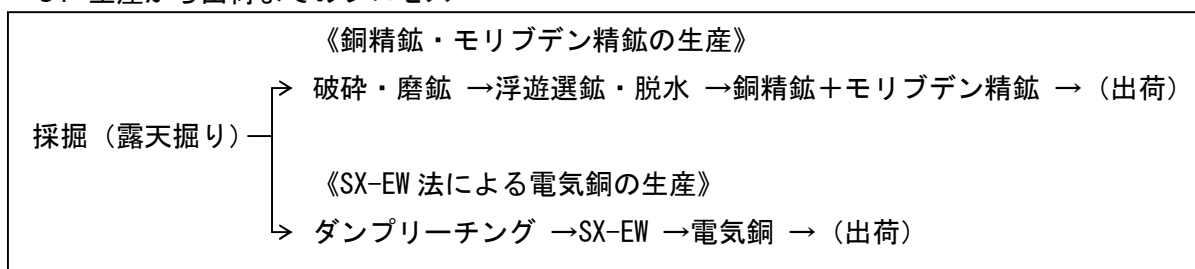 《銅精鉱・モリブデン精鉱の生産》
破砕・磨鉱 →浮遊選鉱・脱水 →銅精鉱＋モリブデン精鉱 →（出荷）
採掘（露天掘り）
《SX-EW 法による電気銅の生産》
ダンプリーチング →SX-EW →電気銅 →（出荷）